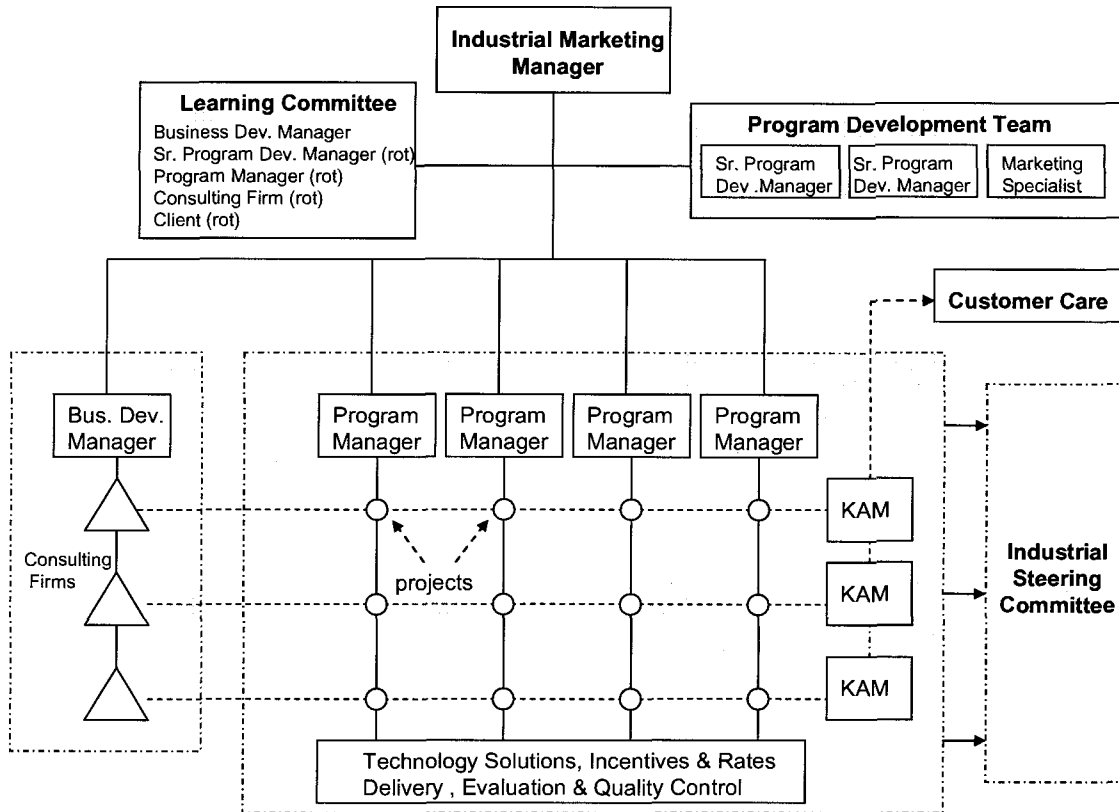 Industrial Marketing
Manager
Learning Committee
Business Dev. Manager
Sr. Program Dev. Manager (rot)
Program Manager (rot)
Consulting Firm (rot)
Client (rot)
Program Development Team
Sr. Program
Dev .Manager
Sr. Program
Dev. Manager
Marketing
Specialist
Customer Care
Bus. Dev.
Manager
Program
Manager
Program
Manager
Program
Manager
Program
Manager
KAM
Consulting
Firms
projects
KAM
KAM
Industrial
Steering
Committee
Technology Solutions, Incentives & Rates
Delivery , Evaluation & Quality Control